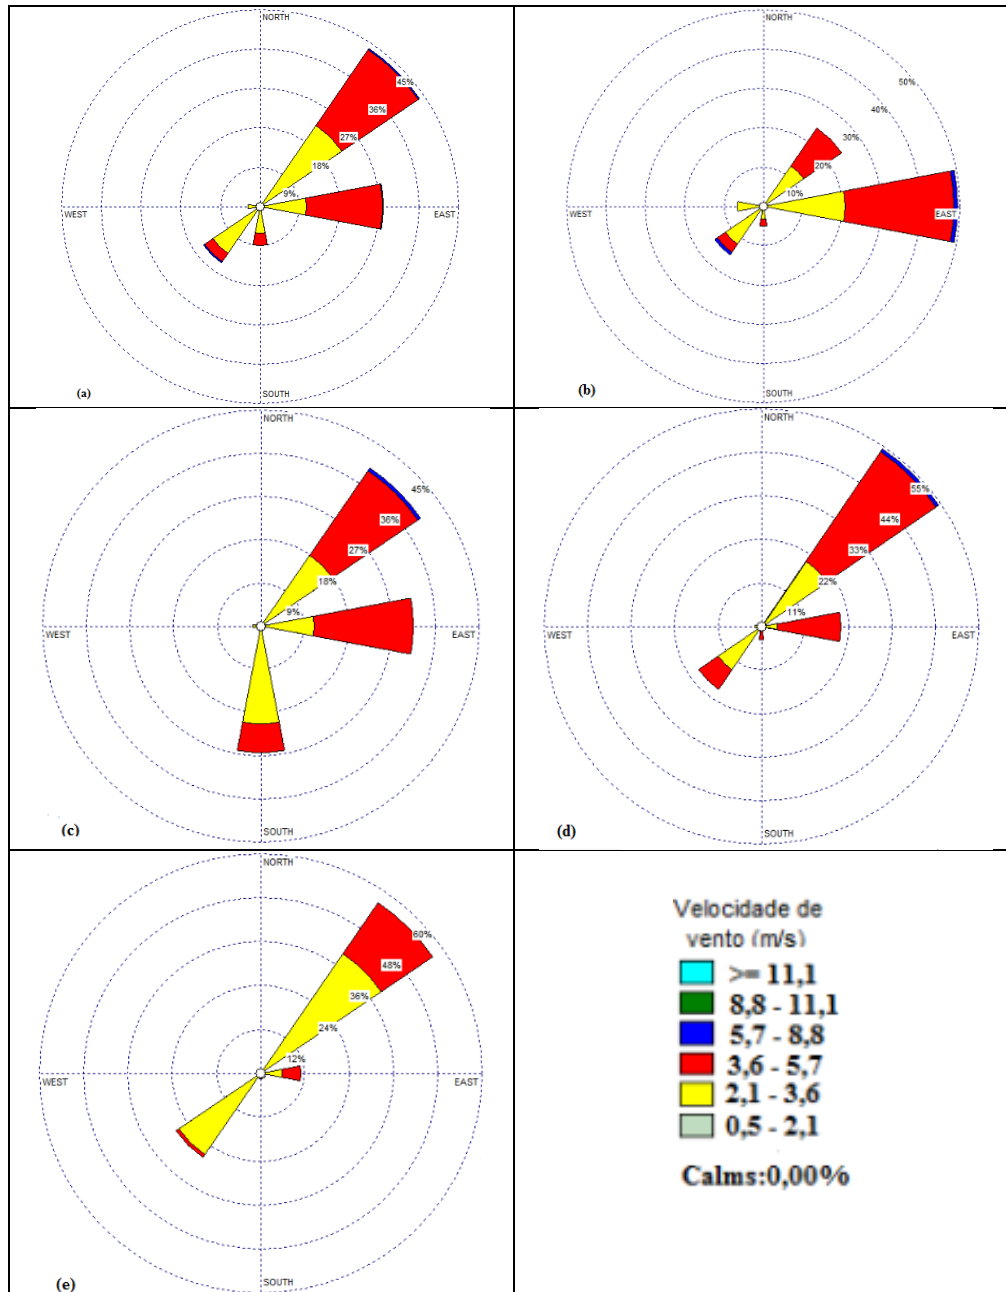 NORTH
45%
36%
27%
18%
9%
WEST
EAST
SOUTH
(a)
NORTH
50%
40%
30%
20%
10%
WEST
EAST
SOUTH
(b)
NORTH
45%
36%
27%
18%
9%
WEST
EAST
SOUTH
(c)
NORTH
55%
44%
33%
22%
11%
WEST
EAST
SOUTH
(d)
NORTH
60%
48%
36%
24%
12%
WEST
EAST
SOUTH
(e)
Velocidade de
vento (m/s)
>= 11,1
8,8 - 11,1
5,7 - 8,8
3,6 - 5,7
2,1 - 3,6
0,5 - 2,1
Calms:0,00%